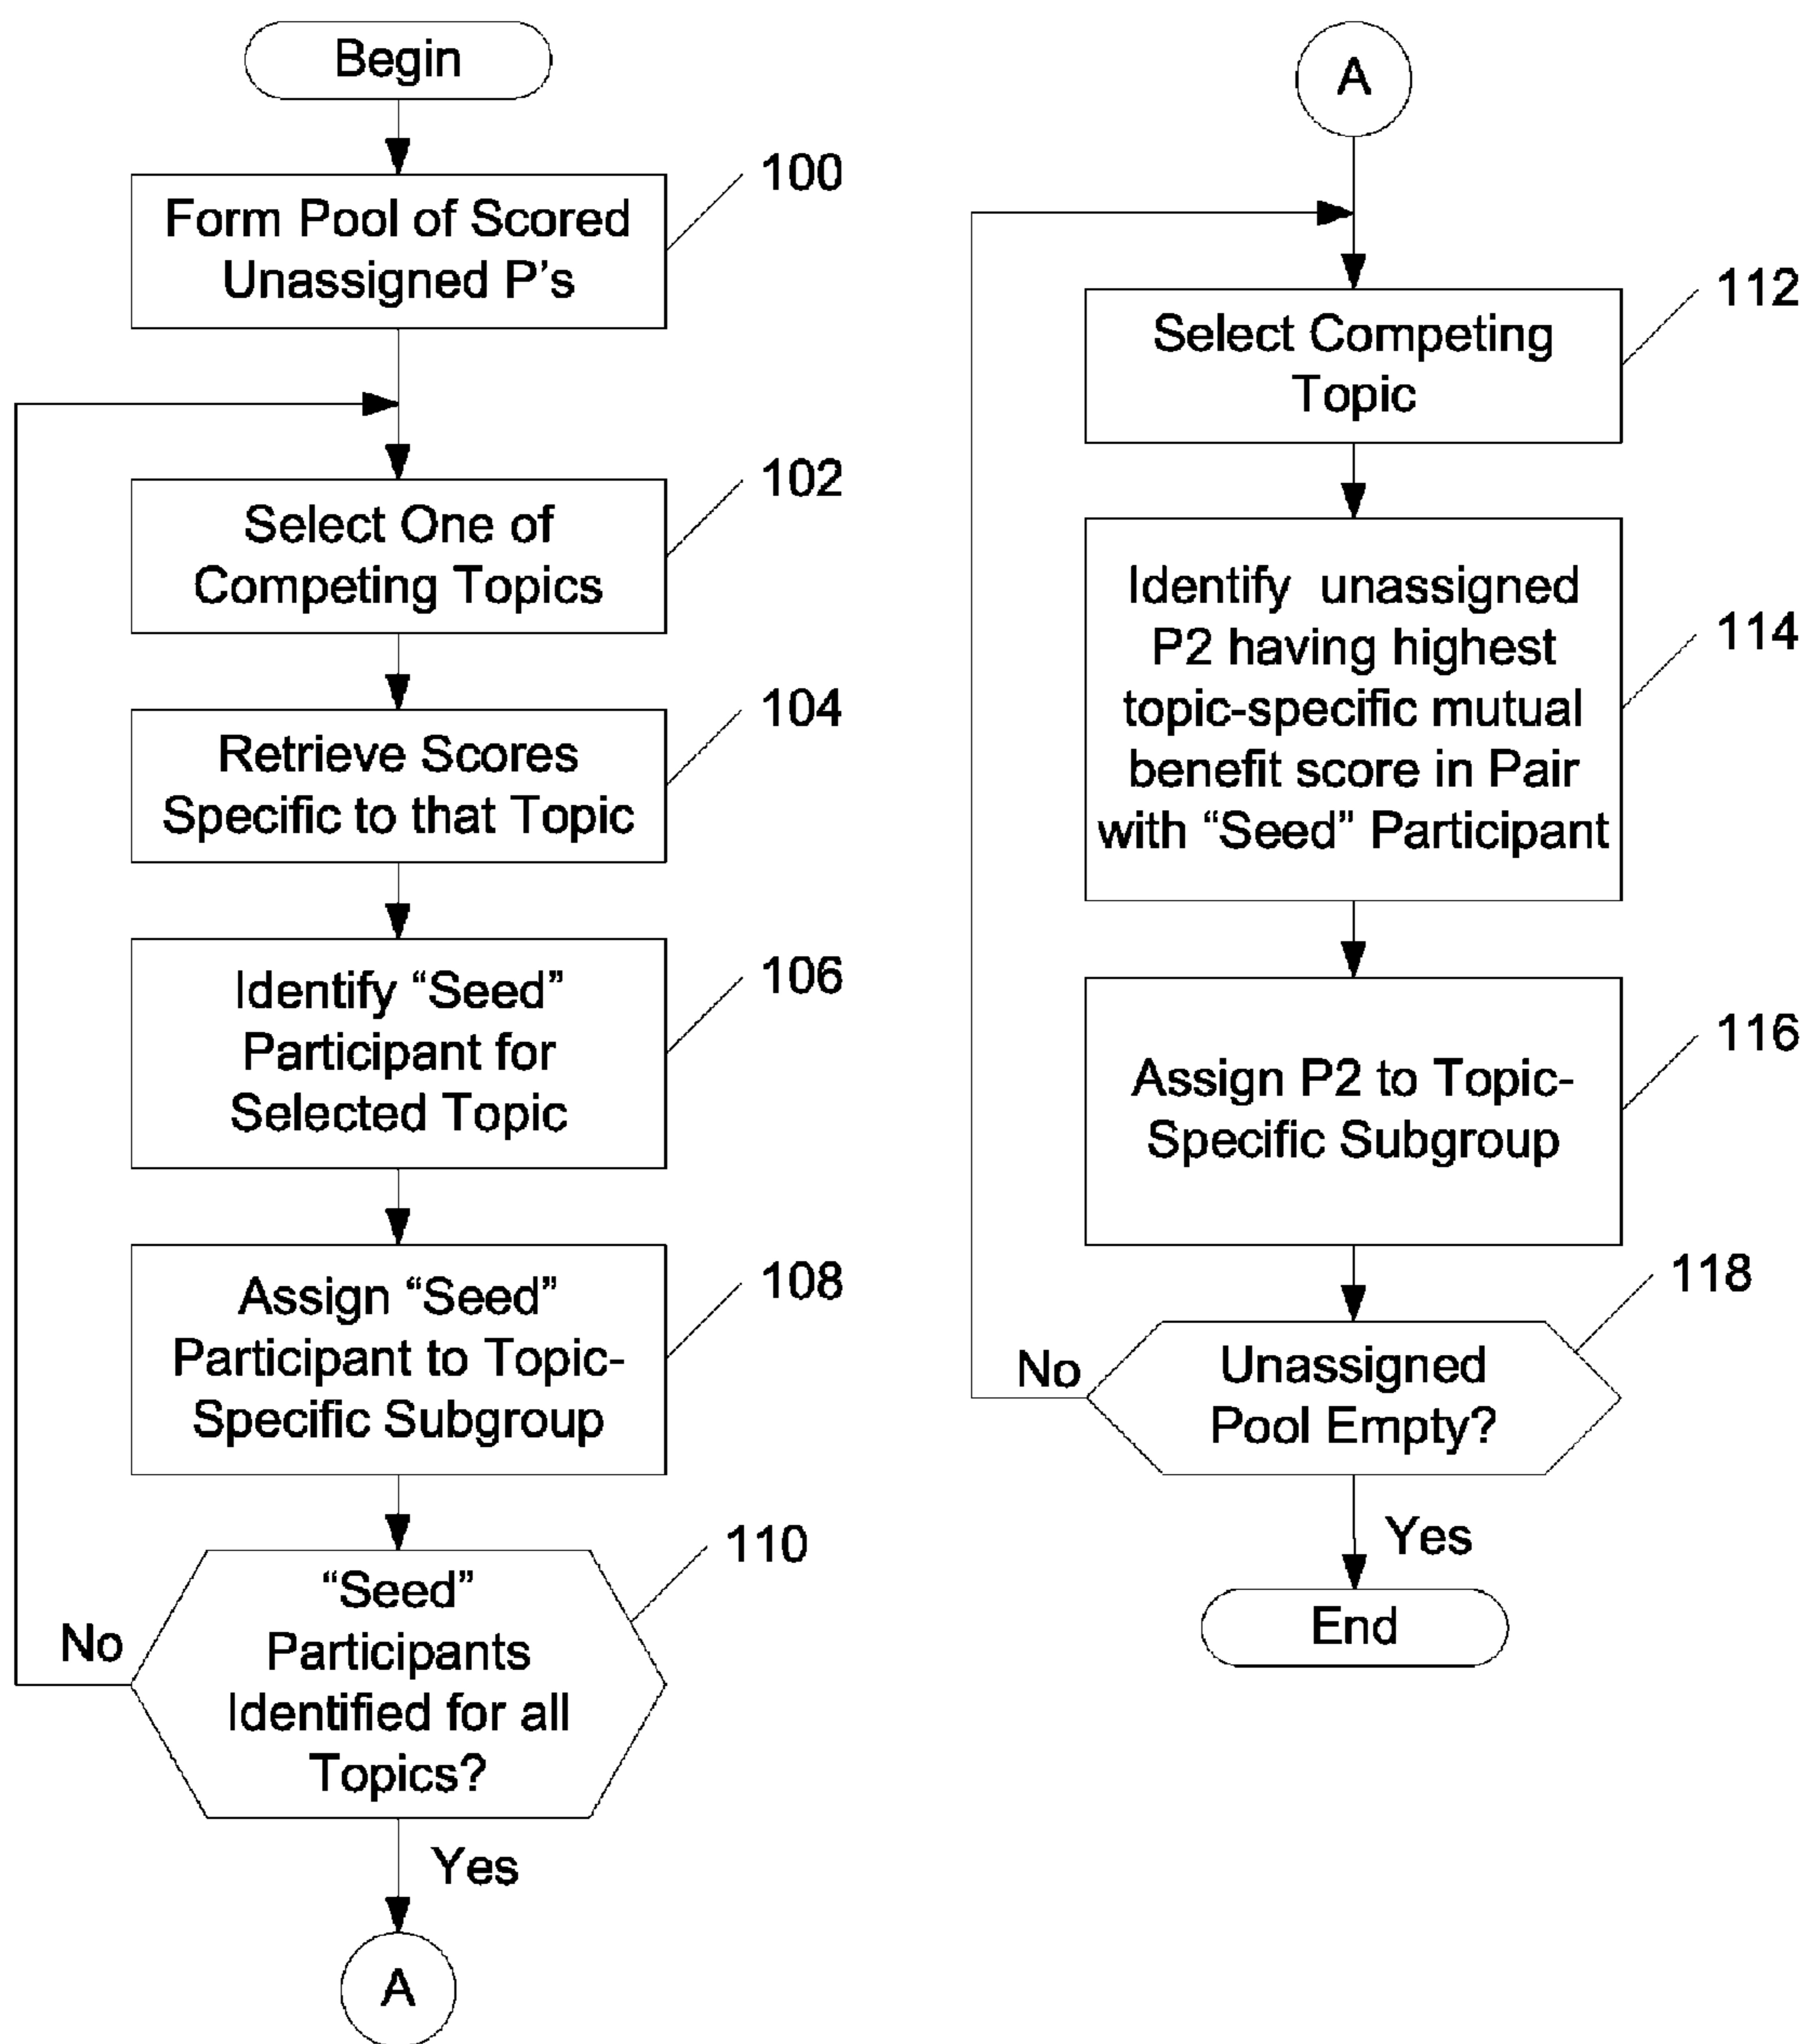 Begin
100
Form Pool of Scored
Unassigned P's
102
Select One of
Competing Topics
104
Retrieve Scores
Specific to that Topic
106
Identify “Seed”
Participant for
Selected Topic
108
Assign “Seed”
Participant to Topic-
Specific Subgroup
110
“Seed”
Participants
Identified for all
Topics?
No
Yes
A
A
112
Select Competing
Topic
114
Identify unassigned
P2 having highest
topic-specific mutual
benefit score in Pair
with “Seed” Participant
116
Assign P2 to Topic-
Specific Subgroup
118
Unassigned
Pool Empty?
No
Yes
End